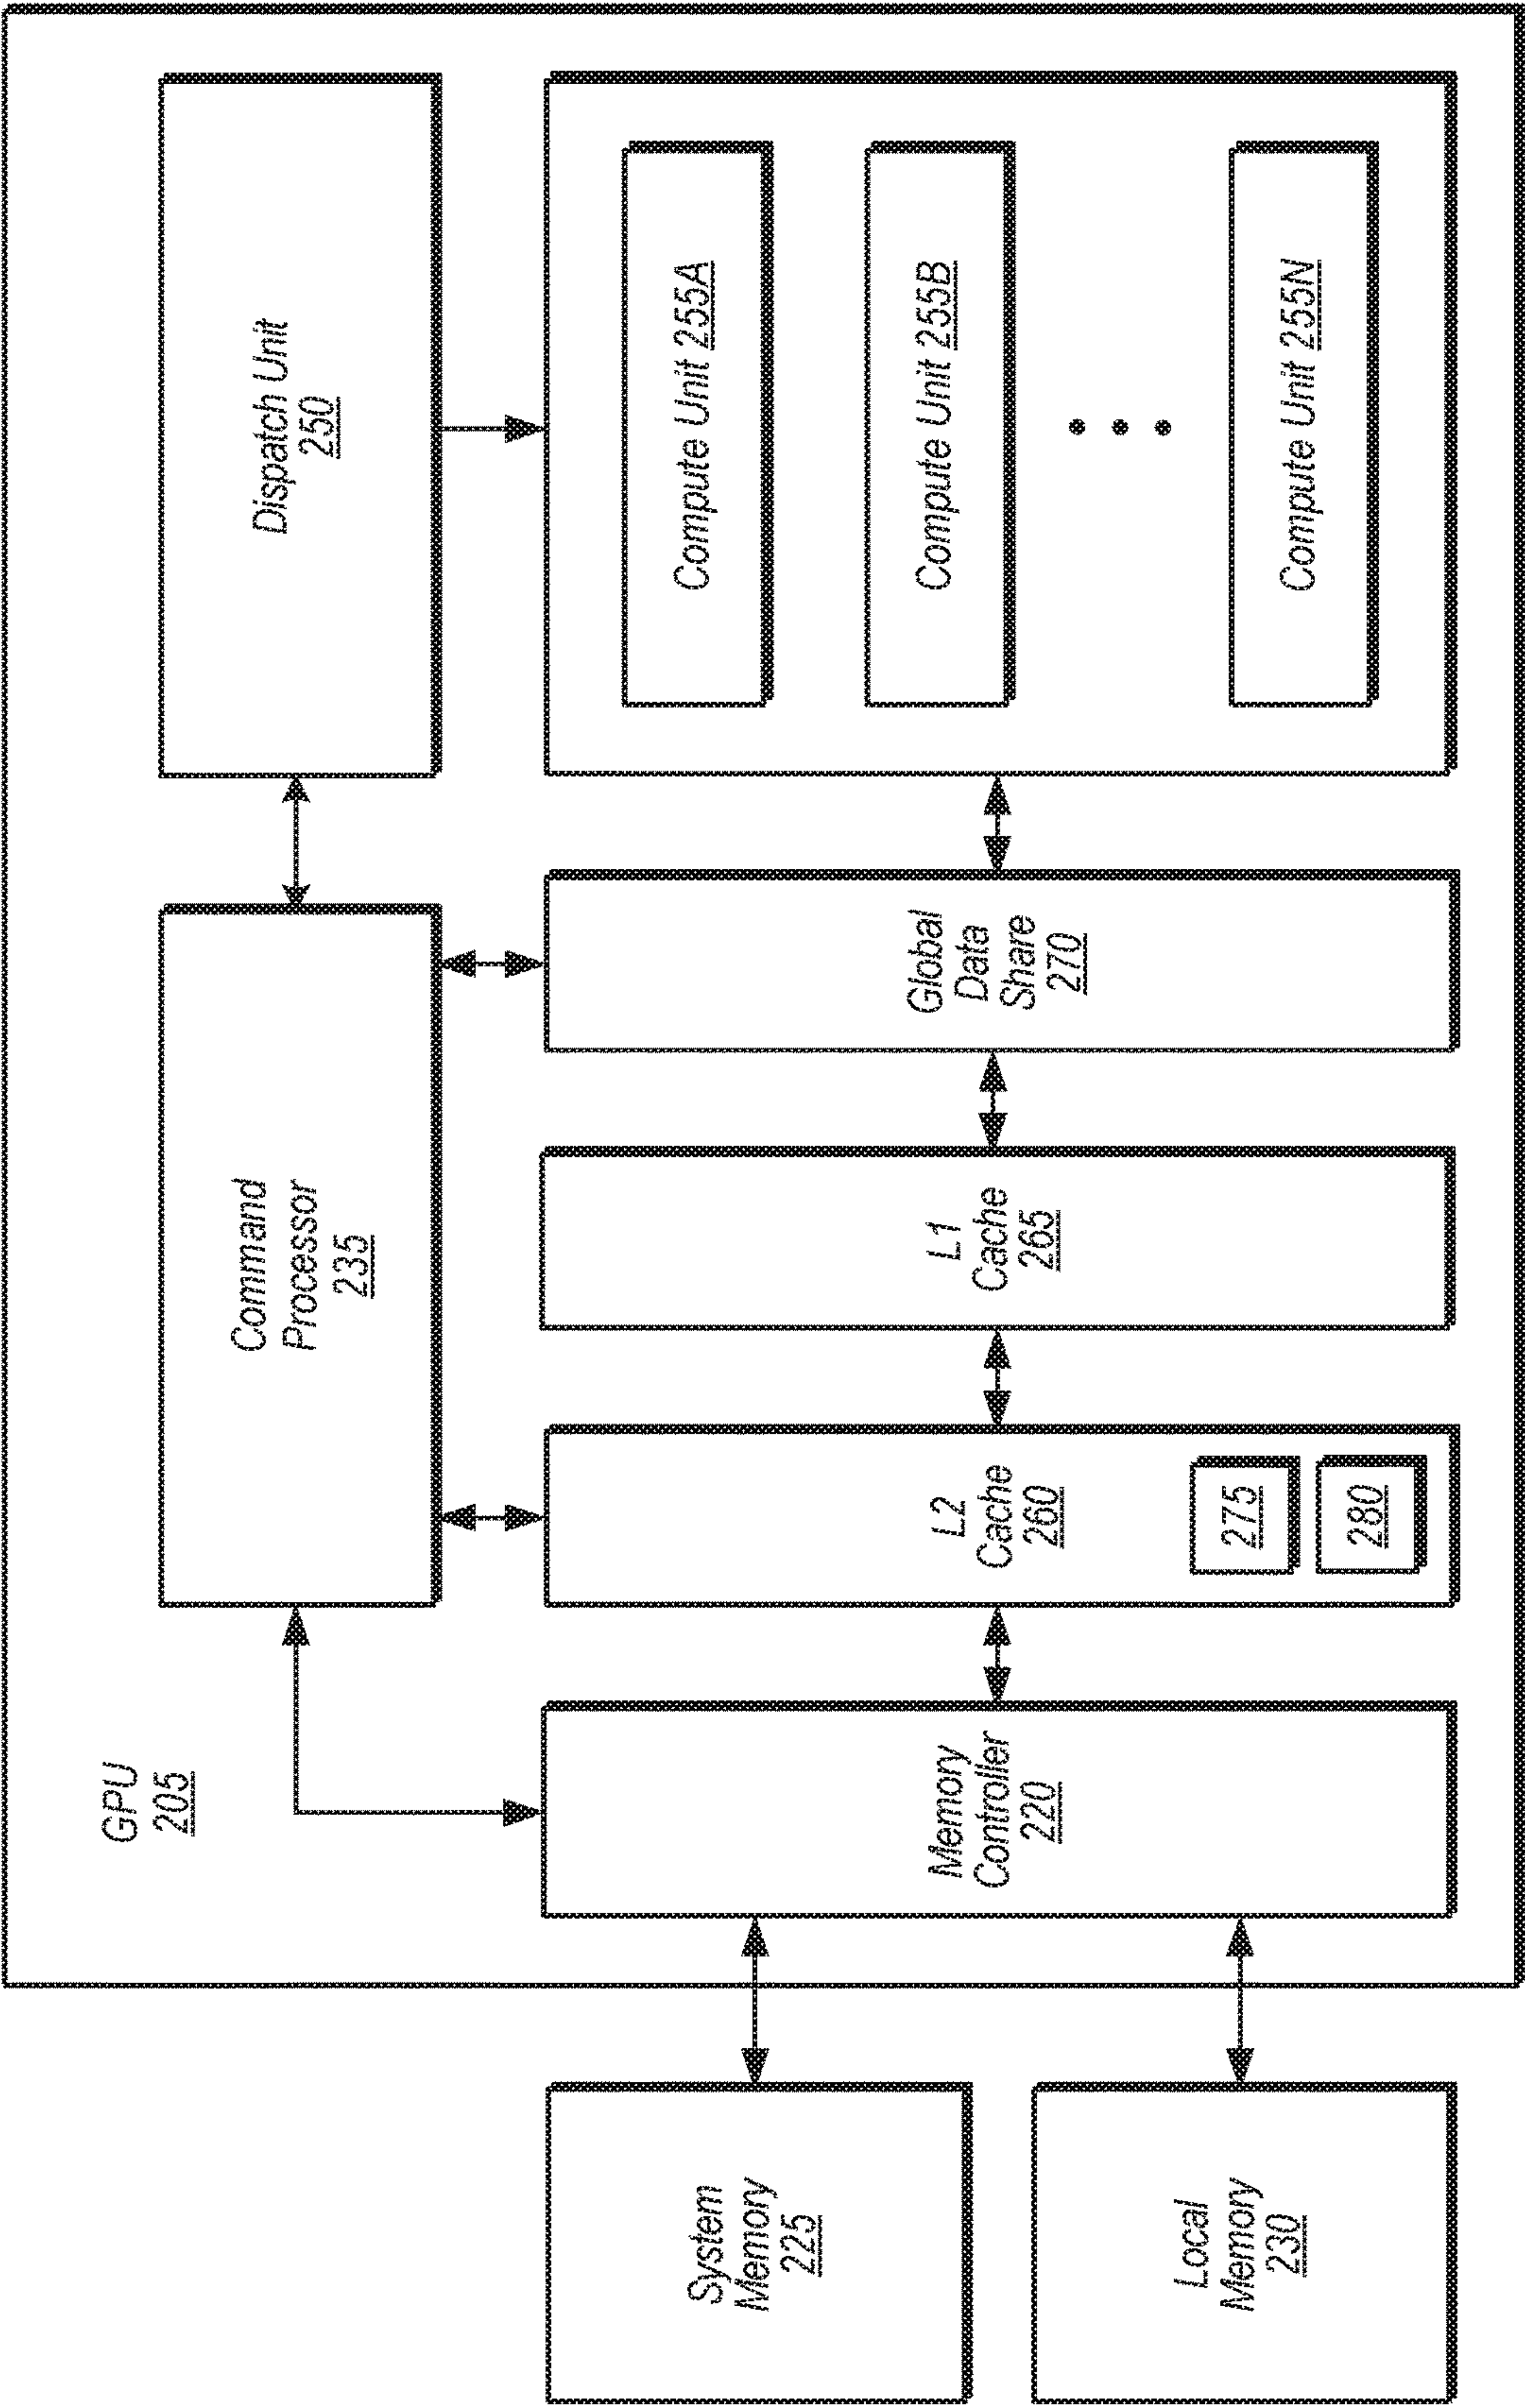 GPU
205
Command
Processor
235
Dispatch Unit
250
System
Memory
225
Local
Memory
230
Memory
Controller
220
L2
Cache
260
275
280
L1
Cache
265
Global
Data
Share
270
Compute Unit 255A
Compute Unit 255B
Compute Unit 255N